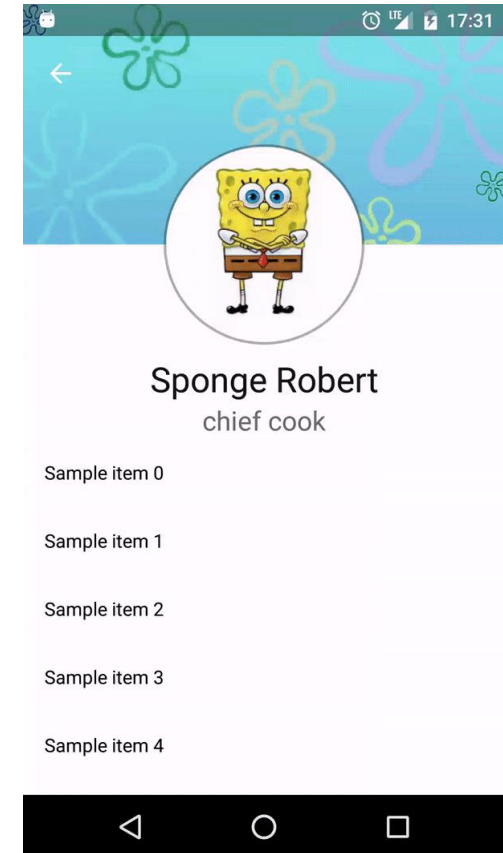 LTE 17:31
Sponge Robert
chief cook
Sample item 0
Sample item 1
Sample item 2
Sample item 3
Sample item 4